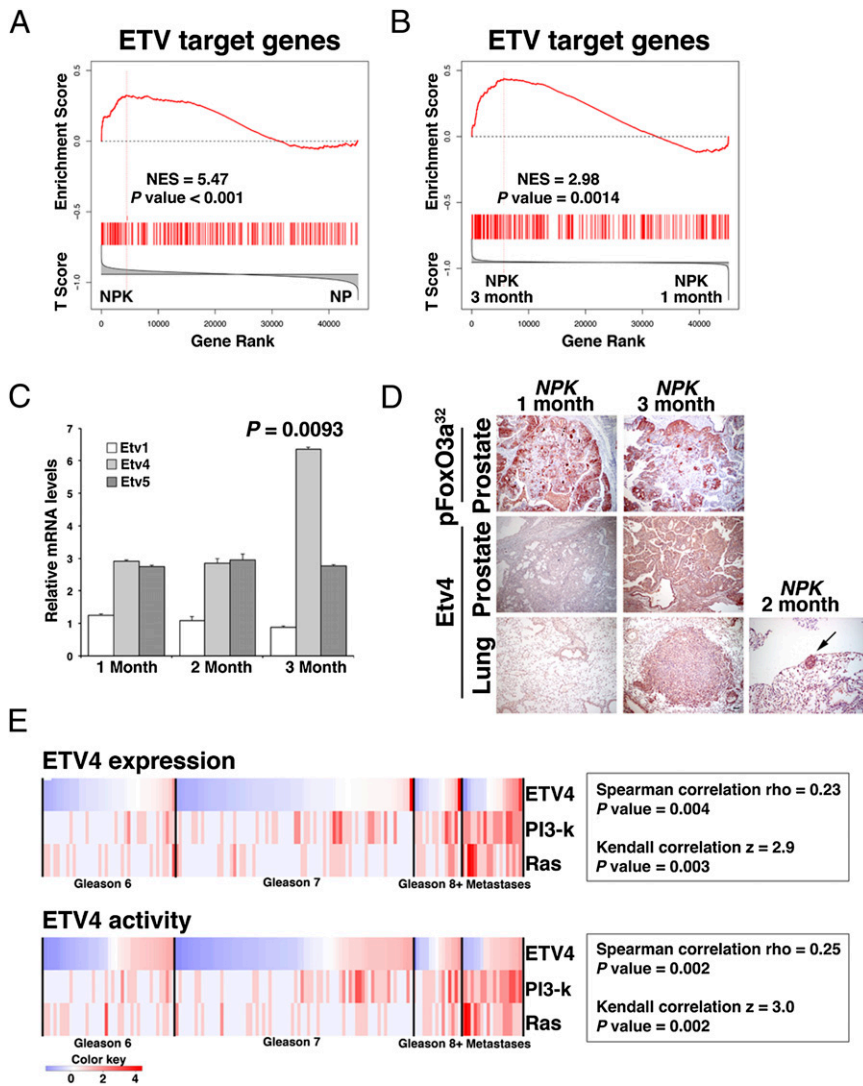 A
ETV target genes
Enrichment Score
T Score
0.5
0.0
−0.5
−1.0
NES = 5.47
P value < 0.001
NPK
NP
0
10000
20000
30000
40000
Gene Rank
B
ETV target genes
Enrichment Score
T Score
0.5
0.0
−0.5
−1.0
NES = 2.98
P value = 0.0014
NPK
3 month
NPK
1 month
0
10000
20000
30000
40000
Gene Rank
C
Relative mRNA levels
7
6
5
4
3
2
1
0
Etv1
Etv4
Etv5
P = 0.0093
1 Month
2 Month
3 Month
D
NPK
1 month
NPK
3 month
pFoxO3a32
Prostate
Etv4
Prostate
Lung
NPK
2 month
E
ETV4 expression
ETV4
PI3-k
Ras
Gleason 6
Gleason 7
Gleason 8+
Metastases
Spearman correlation rho = 0.23
P value = 0.004
Kendall correlation z = 2.9
P value = 0.003
ETV4 activity
ETV4
PI3-k
Ras
Gleason 6
Gleason 7
Gleason 8+
Metastases
Spearman correlation rho = 0.25
P value = 0.002
Kendall correlation z = 3.0
P value = 0.002
Color key
0
2
4